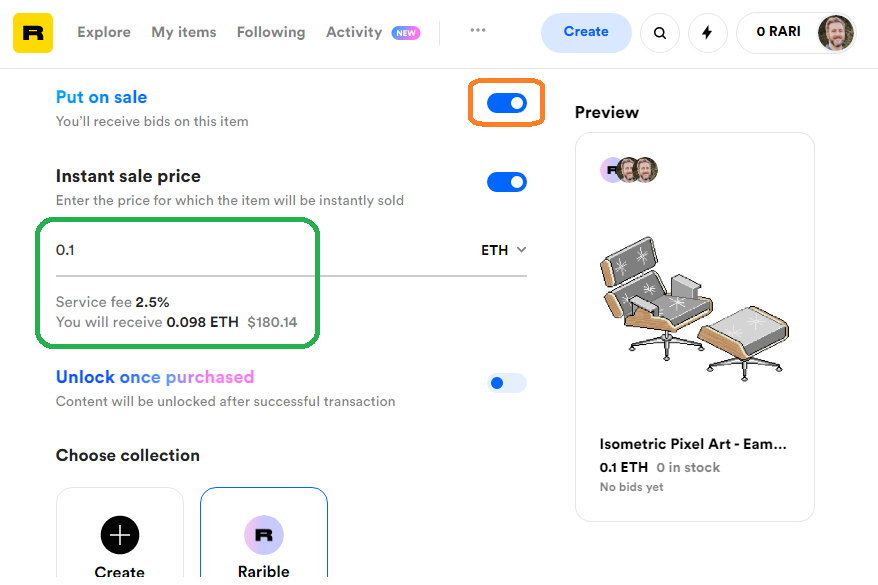 R
Explore My items Following Activity NEW ... Create 0 RARI
Put on sale
You'll receive bids on this item
Instant sale price
Enter the price for which the item will be instantly sold
0.1 ETH
Service fee 2.5%
You will receive 0.098 ETH $180.14
Unlock once purchased
Content will be unlocked after successful transaction
Choose collection
Create
R
Rarible
Preview
R
Isometric Pixel Art - Eam...
0.1 ETH 0 in stock
No bids yet